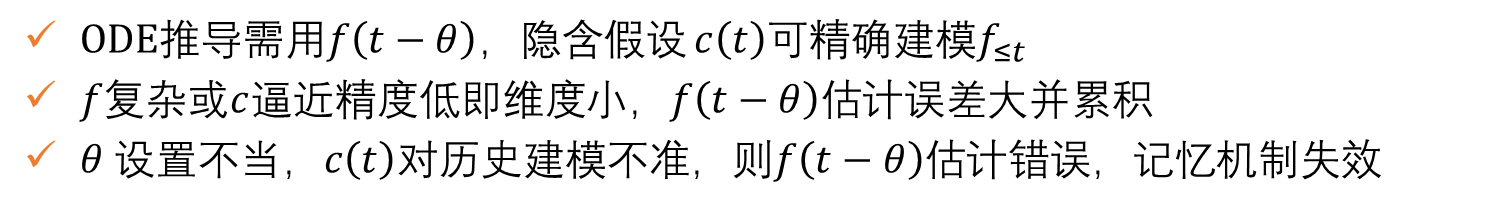 ✓ ODE推导需用f(t − θ)，隐含假设 c(t)可精确建模f≤t
✓ f复杂或c逼近精度低即维度小，f(t − θ)估计误差大并累积
✓ θ 设置不当，c(t)对历史建模不准，则f(t − θ)估计错误，记忆机制失效